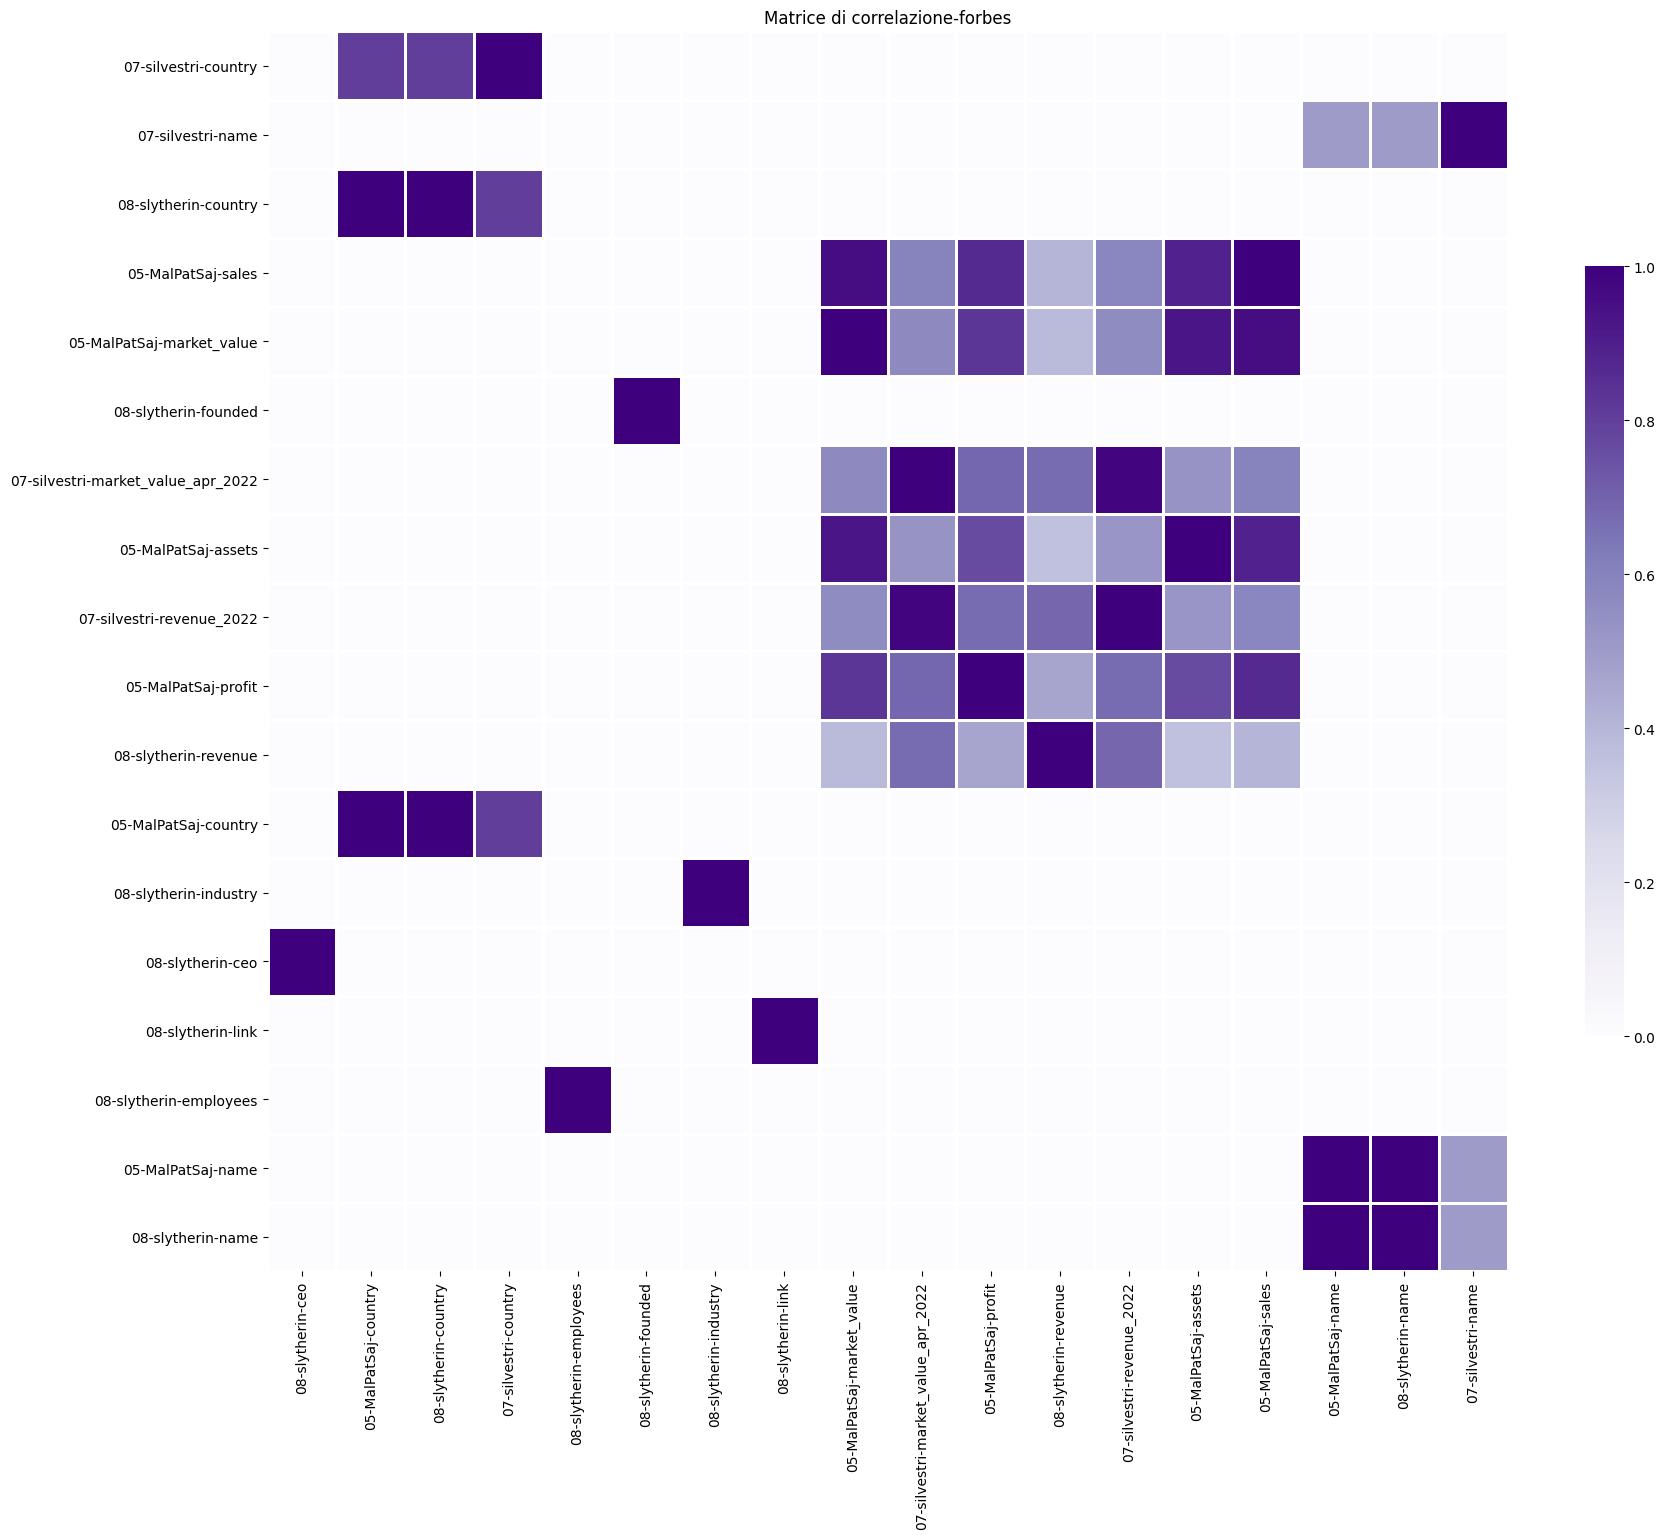 Matrice di correlazione-forbes
07-silvestri-country
07-silvestri-name
08-slytherin-country
05-MalPatSaj-sales
05-MalPatSaj-market_value
08-slytherin-founded
07-silvestri-market_value_apr_2022
05-MalPatSaj-assets
07-silvestri-revenue_2022
05-MalPatSaj-profit
08-slytherin-revenue
05-MalPatSaj-country
08-slytherin-industry
08-slytherin-ceo
08-slytherin-link
08-slytherin-employees
05-MalPatSaj-name
08-slytherin-name
08-slytherin-ceo
05-MalPatSaj-country
08-slytherin-country
07-silvestri-country
08-slytherin-employees
08-slytherin-founded
08-slytherin-industry
08-slytherin-link
05-MalPatSaj-market_value
07-silvestri-market_value_apr_2022
05-MalPatSaj-profit
08-slytherin-revenue
07-silvestri-revenue_2022
05-MalPatSaj-assets
05-MalPatSaj-sales
05-MalPatSaj-name
08-slytherin-name
07-silvestri-name
1.0
0.8
0.6
0.4
0.2
0.0